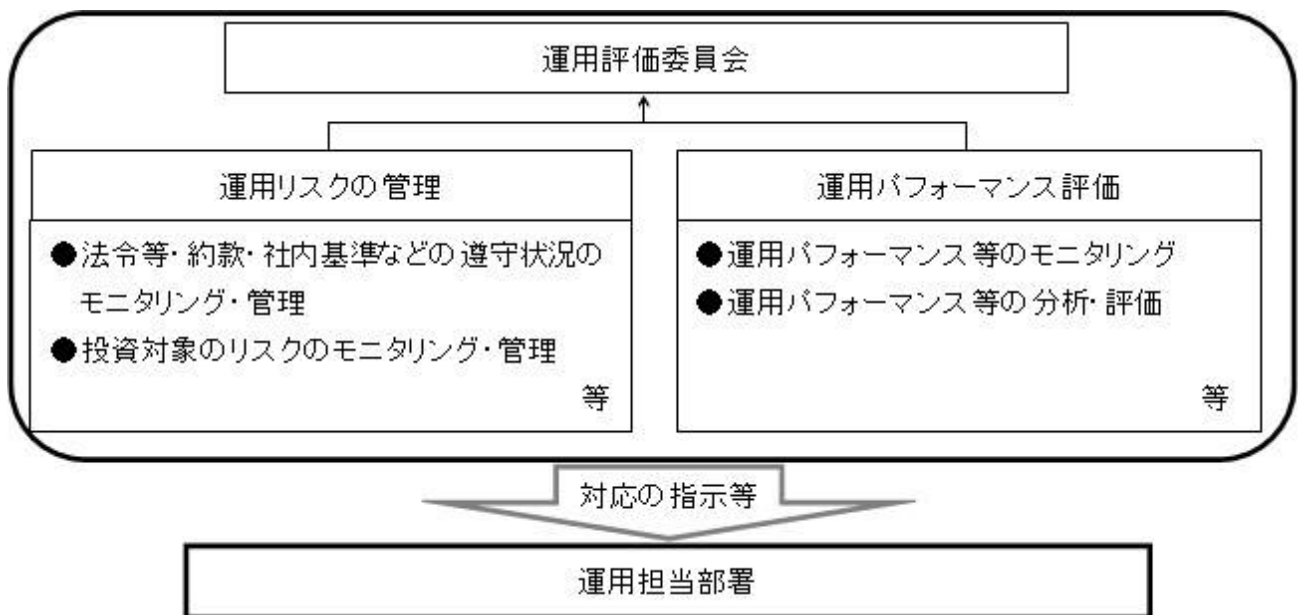 運用評価委員会
運用リスクの管理
●法令等・約款・社内基準などの遵守状況の
モニタリング・管理
●投資対象のリスクのモニタリング・管理
等
運用パフォーマンス評価
●運用パフォーマンス等のモニタリング
●運用パフォーマンス等の分析・評価
等
対応の指示等
運用担当部署